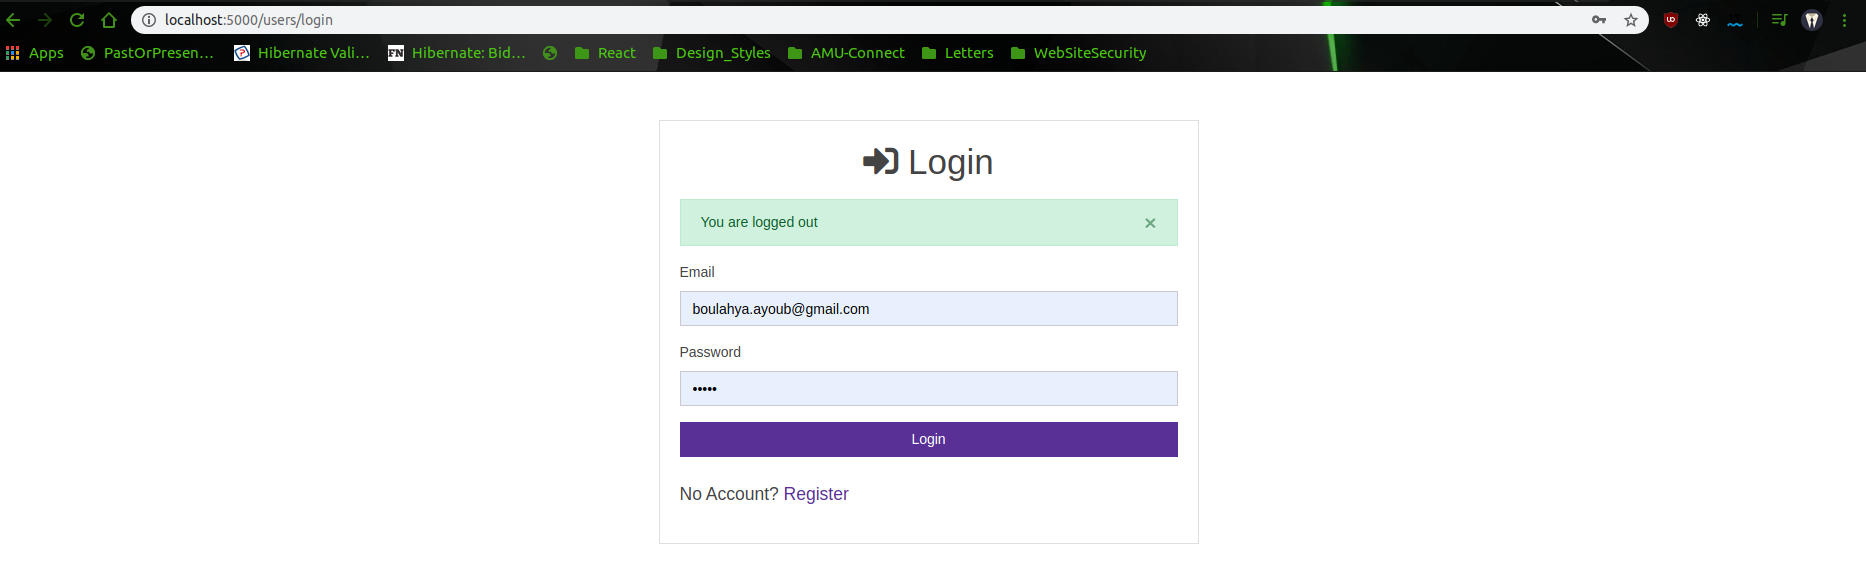 localhost:5000/users/login
Apps PastOrPresen... Hibernate Vali... FN Hibernate: Bid... React Design_Styles AMU-Connect Letters WebSiteSecurity
Login
You are logged out ×
Email
boulahya.ayoub@gmail.com
Password
•••••
Login
No Account? Register